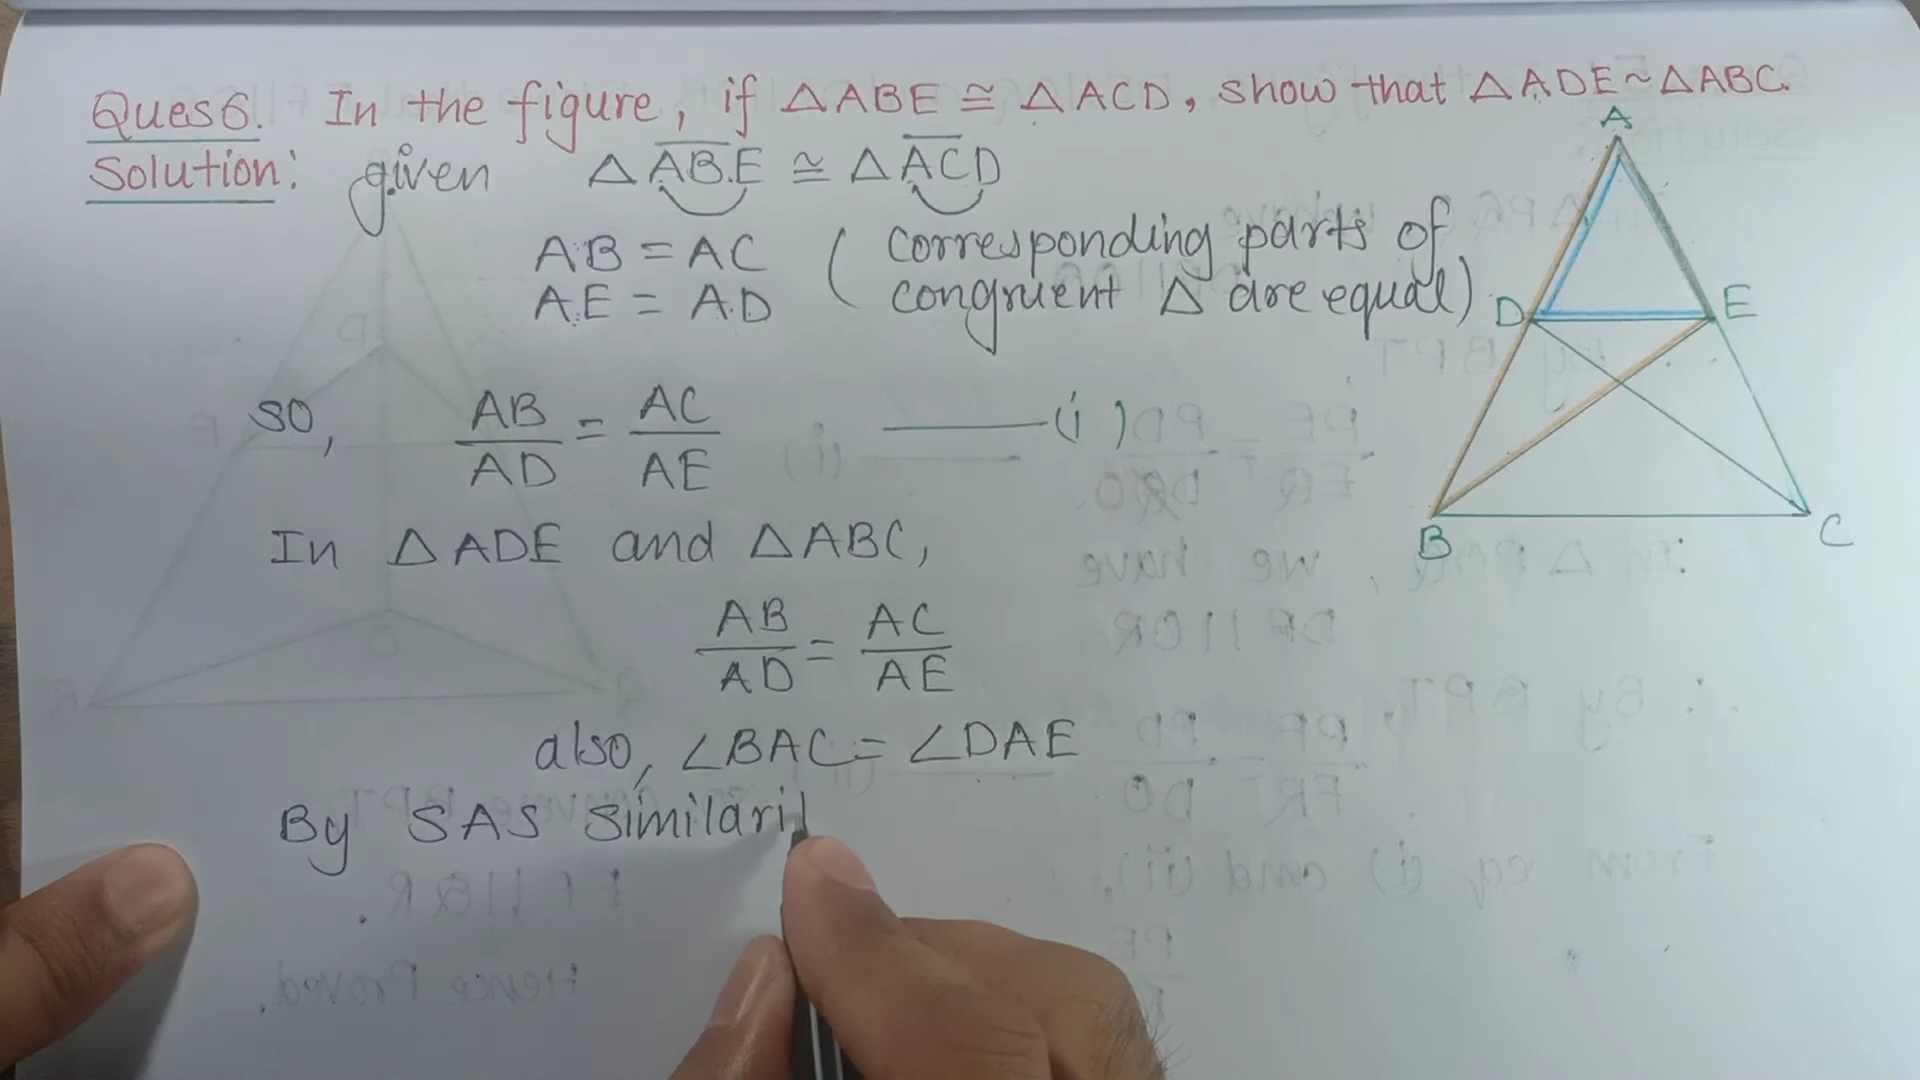 Ques 6. In the figure, if △ABE ≅ △ACD, show that △ADE ~ △ABC.
Solution: given △ABE ≅ △ACD
AB = AC ( corresponding parts of
AE = AD congruent △ are equal)
so, AB/AD = AC/AE ——— (i)
In △ADE and △ABC,
AB/AD = AC/AE
also, ∠BAC = ∠DAE
By SAS Similari
A
D
E
B
C